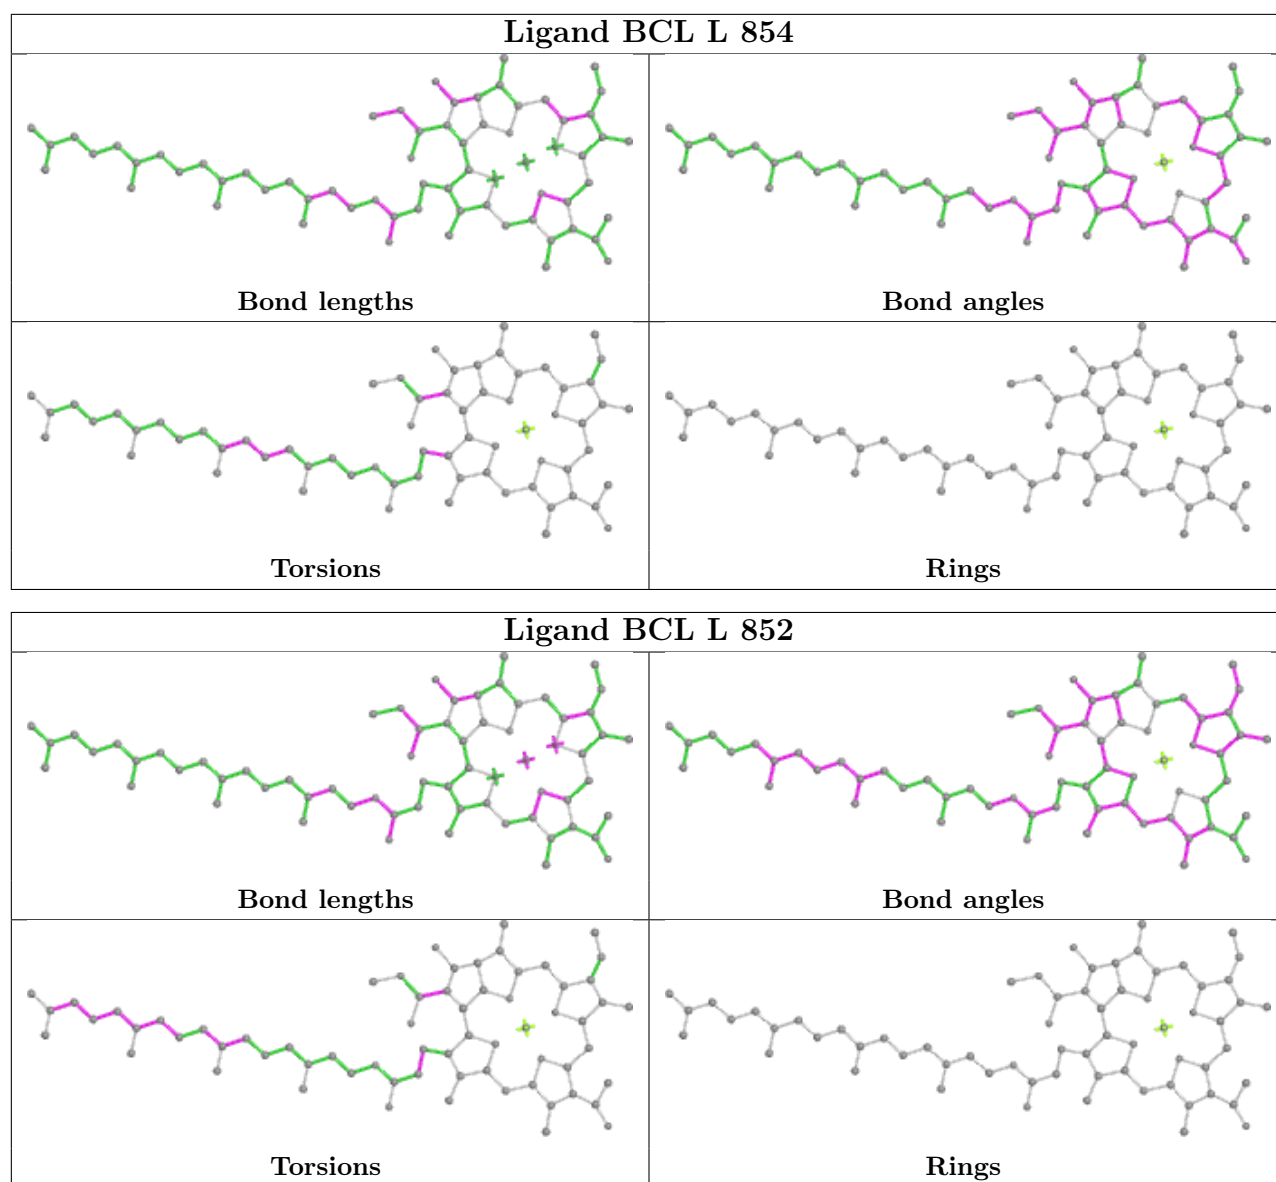 Ligand BCL L 854
Bond lengths
Bond angles
Torsions
Rings
Ligand BCL L 852
Bond lengths
Bond angles
Torsions
Rings